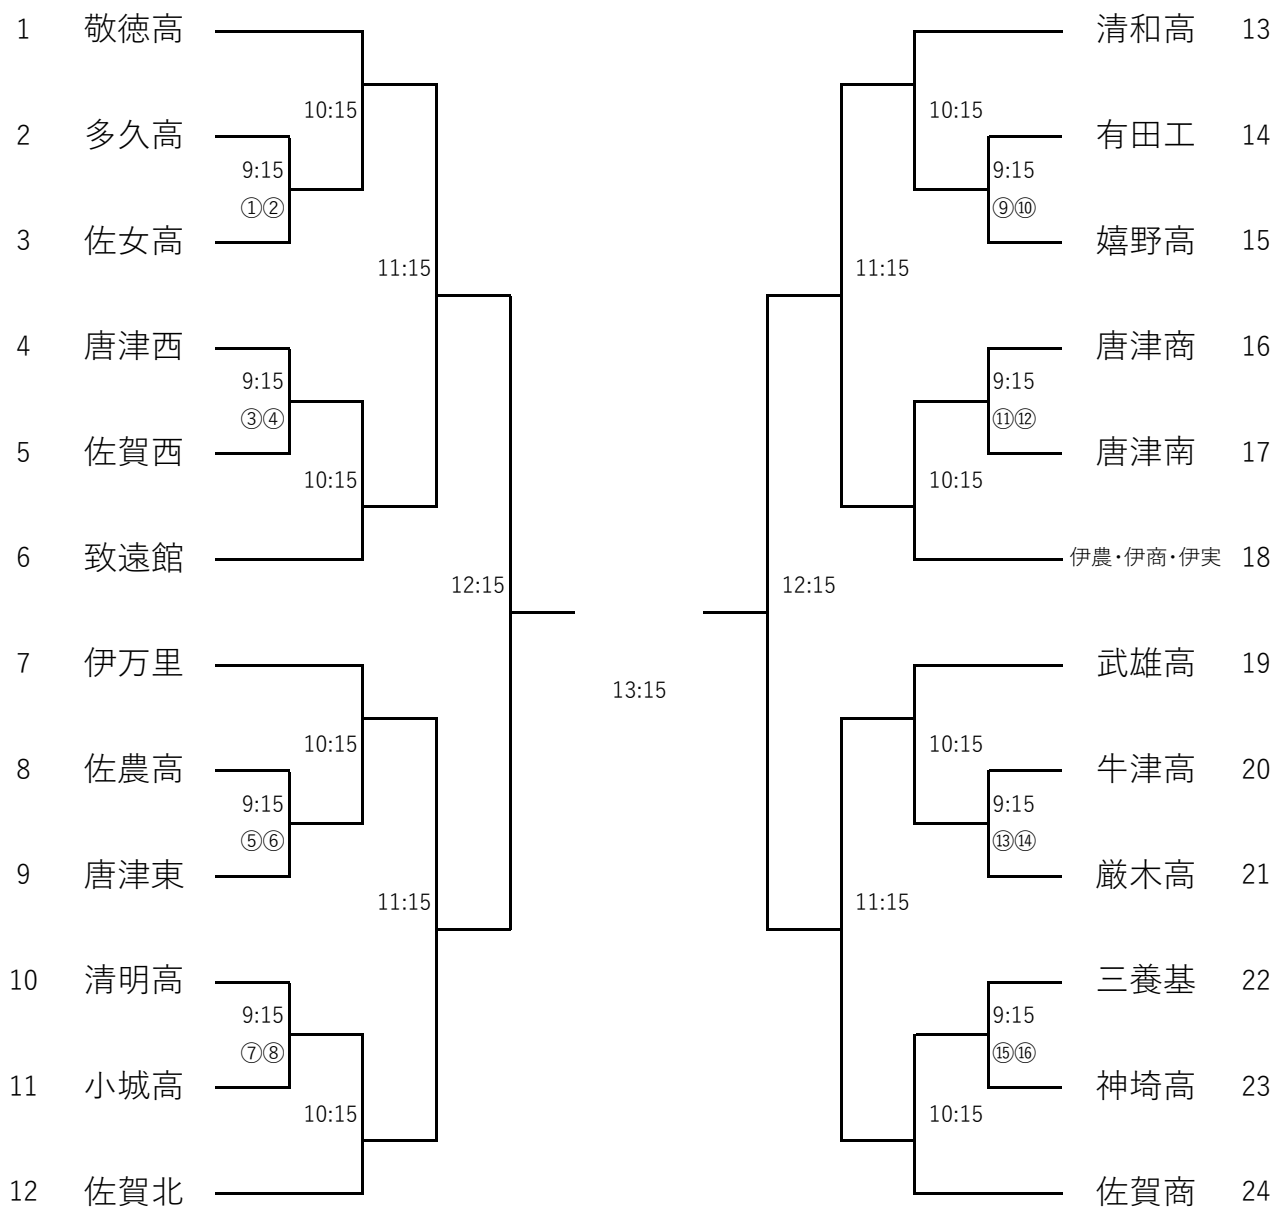 1 敬徳高
10:15
2 多久高
9:15
①②
3 佐女高
11:15
4 唐津西
9:15
③④
5 佐賀西
10:15
6 致遠館
12:15
7 伊万里
10:15
8 佐農高
9:15
⑤⑥
9 唐津東
11:15
10 清明高
9:15
⑦⑧
11 小城高
10:15
12 佐賀北
13:15
清和高 13
10:15
有田工 14
9:15
⑨⑩
嬉野高 15
11:15
唐津商 16
9:15
⑪⑫
唐津南 17
10:15
伊農・伊商・伊実 18
12:15
武雄高 19
10:15
牛津高 20
9:15
⑬⑭
厳木高 21
11:15
三養基 22
9:15
⑮⑯
神埼高 23
10:15
佐賀商 24